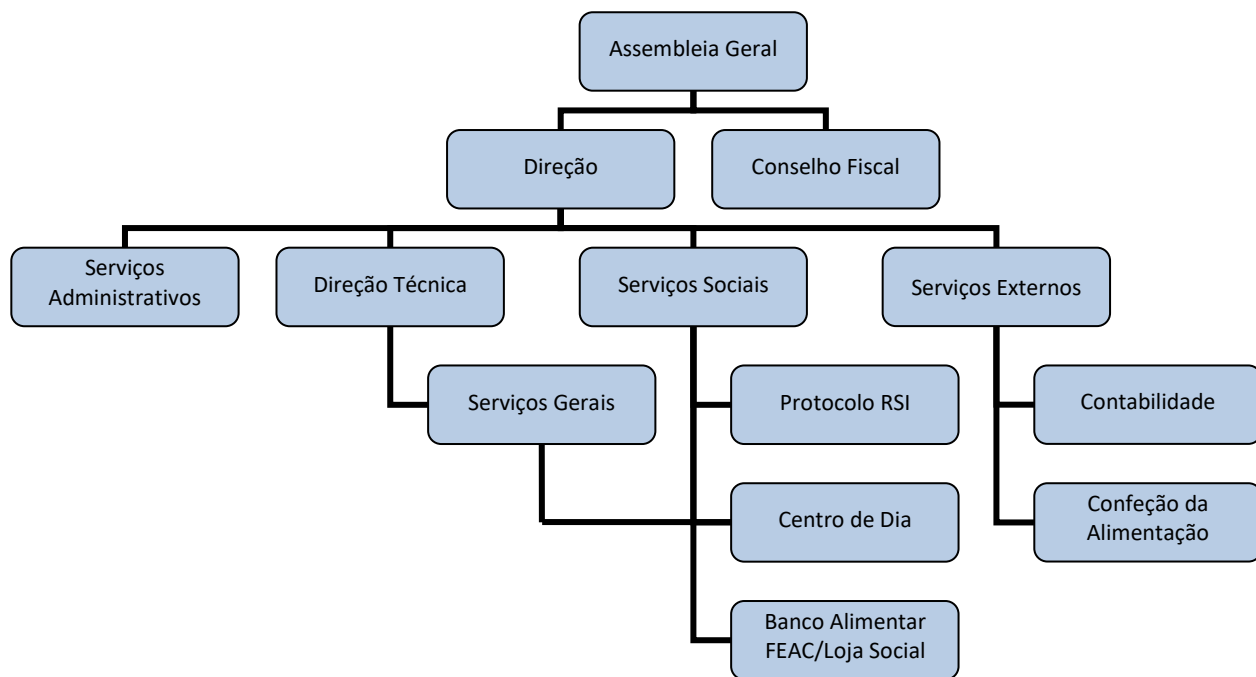 Assembleia Geral
Direção
Conselho Fiscal
Serviços
Administrativos
Direção Técnica
Serviços Sociais
Serviços Externos
Serviços Gerais
Protocolo RSI
Contabilidade
Centro de Dia
Confeção da
Alimentação
Banco Alimentar
FEAC/Loja Social